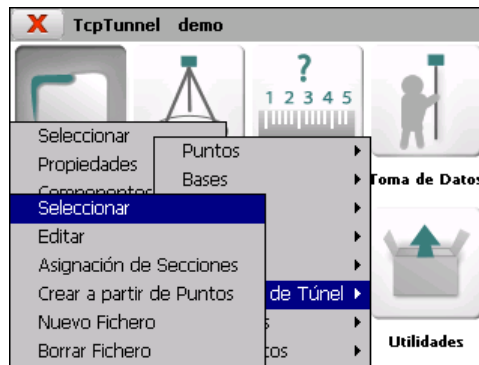 X TcpTunnel demo
?
1 2 3 4 5
Seleccionar
Propiedades
Componentes
Puntos
Bases
Toma de Datos
Seleccionar
Editar
Asignación de Secciones
Crear a partir de Puntos
de Túnel
Nuevo Fichero
Borrar Fichero
Utilidades